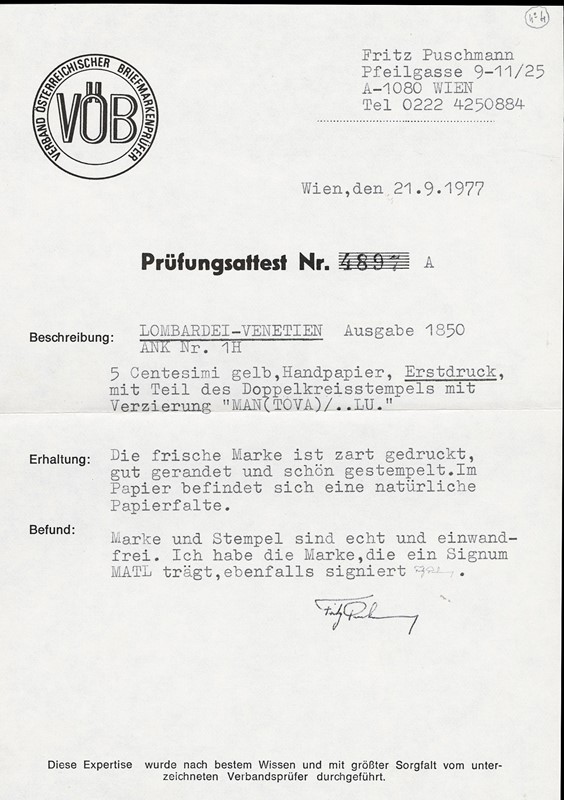 Fritz Puschmann
Pfeilgasse 9-11/25
A-1080 WIEN
Tel 0222 4250884
VERBAND ÖSTERREICHISCHER BRIEFMARKENPRÜFER
VÖB
Wien,den 21.9.1977
Prüfungsattest Nr. 4897 A
Beschreibung: LOMBARDEI-VENETIEN Ausgabe 1850
ANK Nr. 1H
5 Centesimi gelb,Handpapier, Erstdruck,
mit Teil des Doppelkreisstempels mit
Verzierung "MAN(TOVA)/..LU."
Erhaltung: Die frische Marke ist zart gedruckt,
gut gerandet und schön gestempelt.Im
Papier befindet sich eine natürliche
Papierfalte.
Befund: Marke und Stempel sind echt und einwand-
frei. Ich habe die Marke,die ein Signum
MATL trägt,ebenfalls signiert .
Diese Expertise wurde nach bestem Wissen und mit größter Sorgfalt vom unter-
zeichneten Verbandsprüfer durchgeführt.